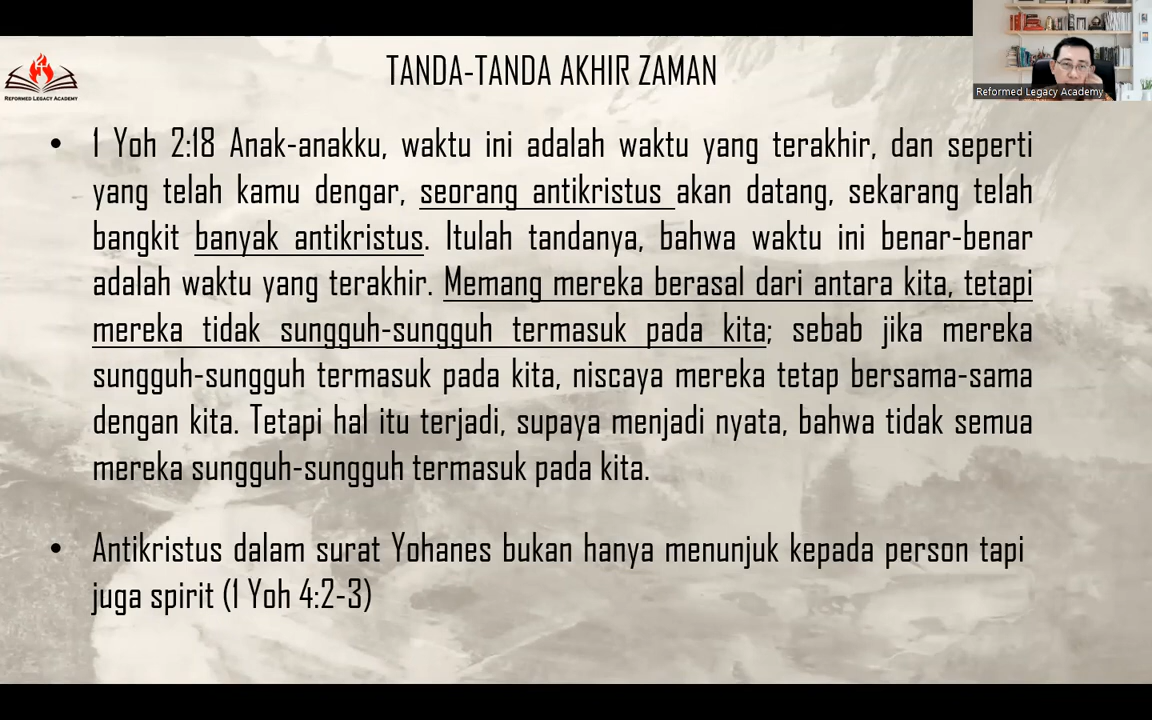 TANDA-TANDA AKHIR ZAMAN
REFORMED LEGACY ACADEMY
Reformed Legacy Academy
• 1 Yoh 2:18 Anak-anakku, waktu ini adalah waktu yang terakhir, dan seperti
yang telah kamu dengar, seorang antikristus akan datang, sekarang telah
bangkit banyak antikristus. Itulah tandanya, bahwa waktu ini benar-benar
adalah waktu yang terakhir. Memang mereka berasal dari antara kita, tetapi
mereka tidak sungguh-sungguh termasuk pada kita; sebab jika mereka
sungguh-sungguh termasuk pada kita, niscaya mereka tetap bersama-sama
dengan kita. Tetapi hal itu terjadi, supaya menjadi nyata, bahwa tidak semua
mereka sungguh-sungguh termasuk pada kita.
• Antikristus dalam surat Yohanes bukan hanya menunjuk kepada person tapi
juga spirit (1 Yoh 4:2-3)